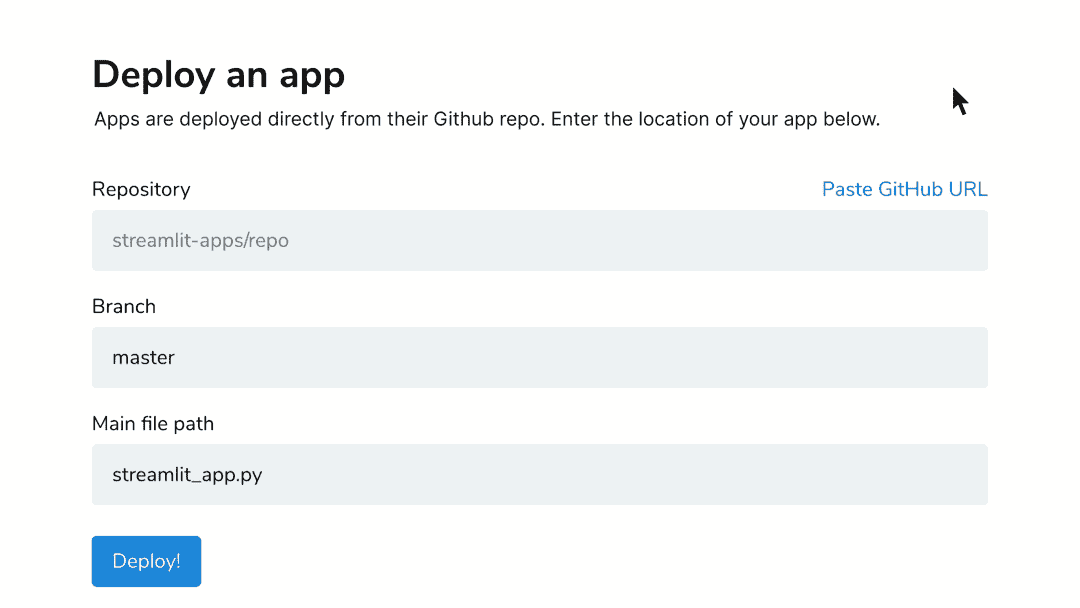 Deploy an app
Apps are deployed directly from their Github repo. Enter the location of your app below.
Repository
Paste GitHub URL
streamlit-apps/repo
Branch
master
Main file path
streamlit_app.py
Deploy!